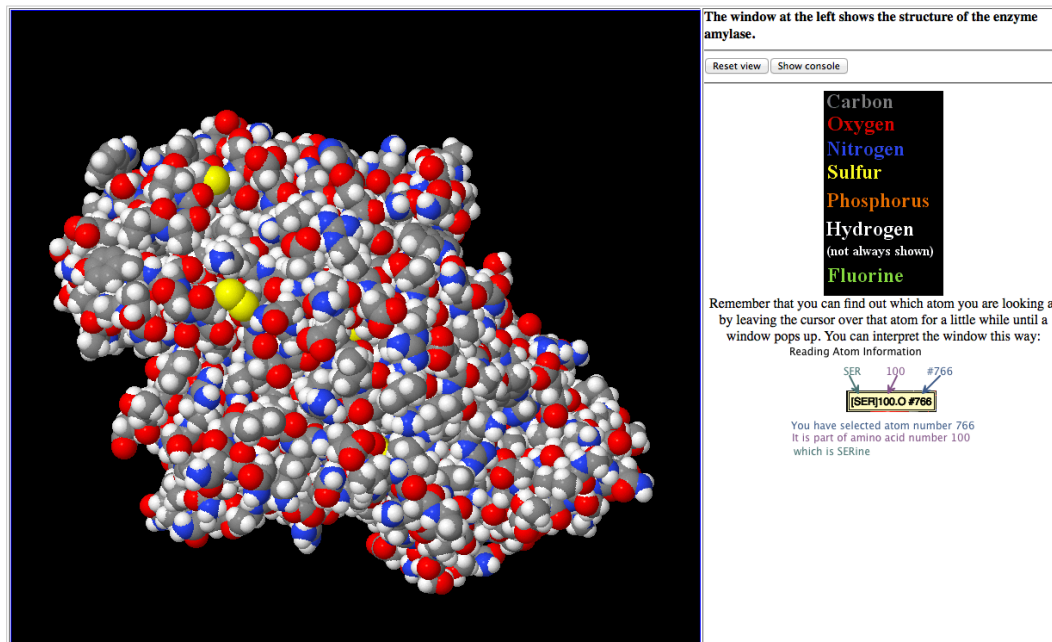 The window at the left shows the structure of the enzyme
amylase.
Reset view Show console
Carbon
Oxygen
Nitrogen
Sulfur
Phosphorus
Hydrogen
(not always shown)
Fluorine
Remember that you can find out which atom you are looking a
by leaving the cursor over that atom for a little while until a
window pops up. You can interpret the window this way:
Reading Atom Information
SER 100 #766
[SER]100.O #766
You have selected atom number 766
It is part of amino acid number 100
which is SERine